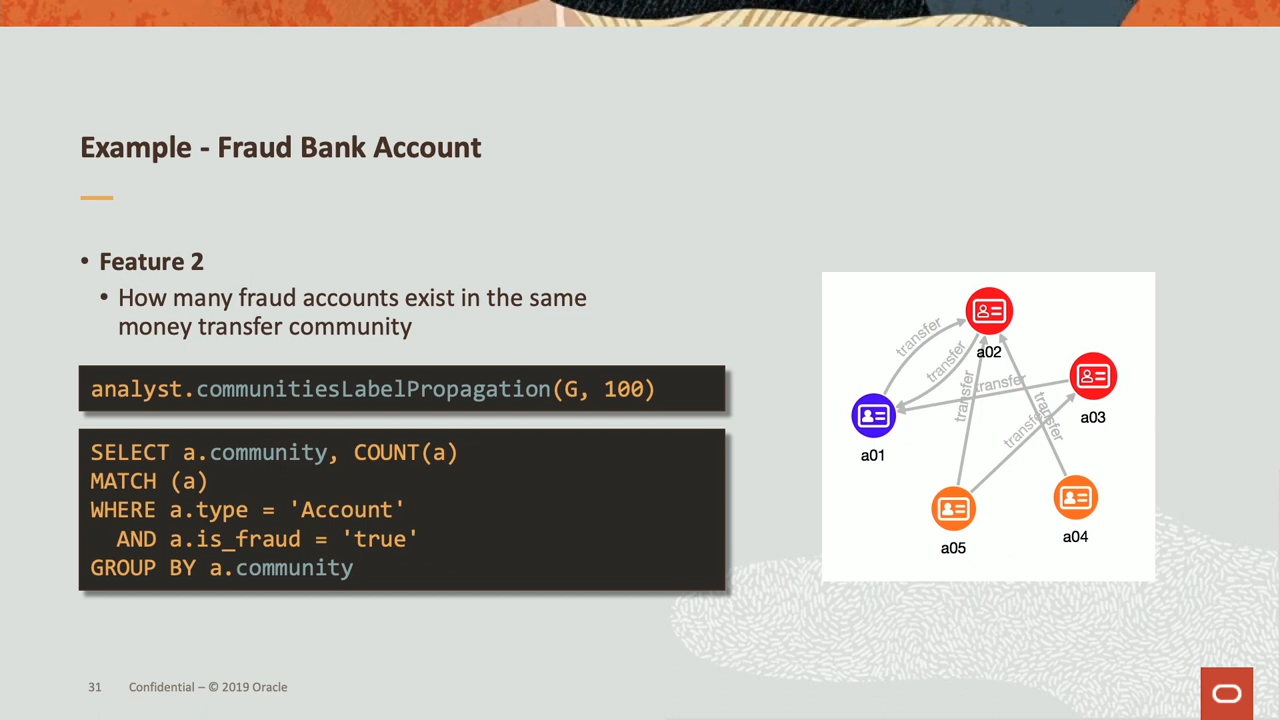 Example - Fraud Bank Account
• Feature 2
• How many fraud accounts exist in the same
money transfer community
analyst.communitiesLabelPropagation(G, 100)
SELECT a.community, COUNT(a)
MATCH (a)
WHERE a.type = 'Account'
AND a.is_fraud = 'true'
GROUP BY a.community
transfer
transfer
a02
transfer
transfer
transfer
transfer
a03
a01
a05
a04
31
Confidential – © 2019 Oracle